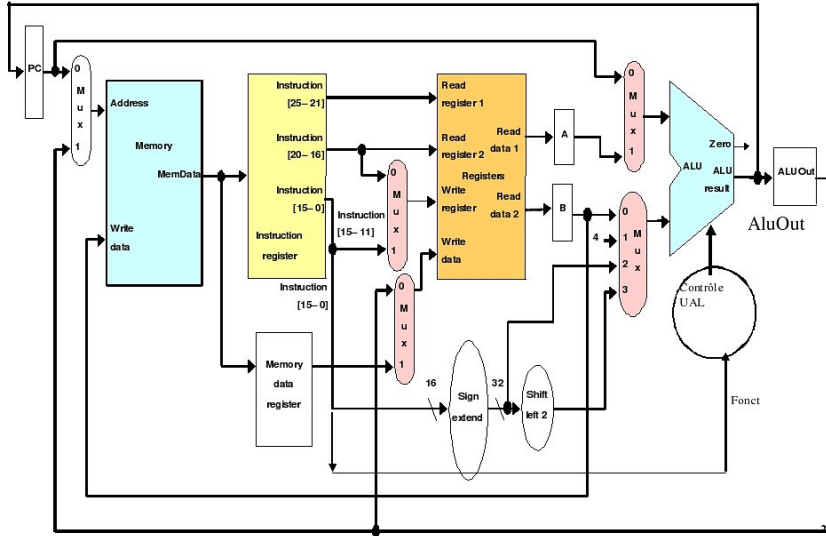 PC
0
M
u
x
1
Address
Memory
MemData
Write
data
Instruction
[25– 21]
Instruction
[20– 16]
Instruction
[15– 0]
Instruction
register
Instruction
[15– 11]
Instruction
[15– 0]
0
M
u
x
1
0
M
u
x
1
Memory
data
register
Read
register 1
Read
register 2
Registers
Write
register
Write
data
Read
data 1
Read
data 2
A
B
4
16
Sign
extend
32
Shift
left 2
0
M
u
x
1
0
1
2
3
M
u
x
Zero
ALU
ALU
result
ALUOut
AluOut
Contrôle
UAL
Fonct